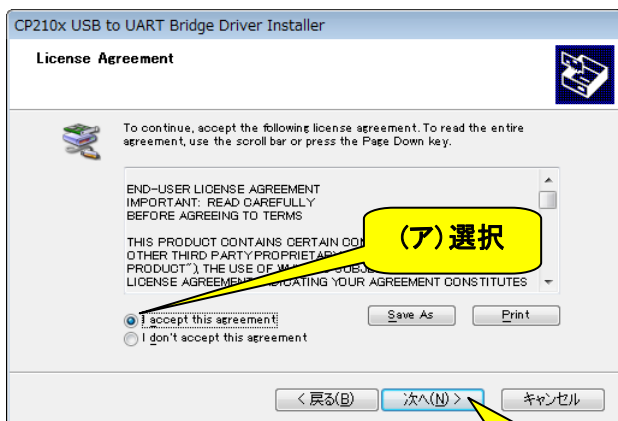 CP210x USB to UART Bridge Driver Installer
License Agreement
To continue, accept the following license agreement. To read the entire
agreement, use the scroll bar or press the Page Down key.
END-USER LICENSE AGREEMENT
IMPORTANT: READ CAREFULLY
BEFORE AGREEING TO TERMS
THIS PRODUCT CONTAINS CERTAIN
OTHER THIRD PARTY PROPRIETAR
PRODUCT"), THE USE OF
LICENSE AGREEMENT. INDICATING YOUR AGREEMENT CONSTITUTES
(ア)選択
I accept this agreement
I don't accept this agreement
Save As
Print
< 戻る(B)
次へ(N) >
キャンセル